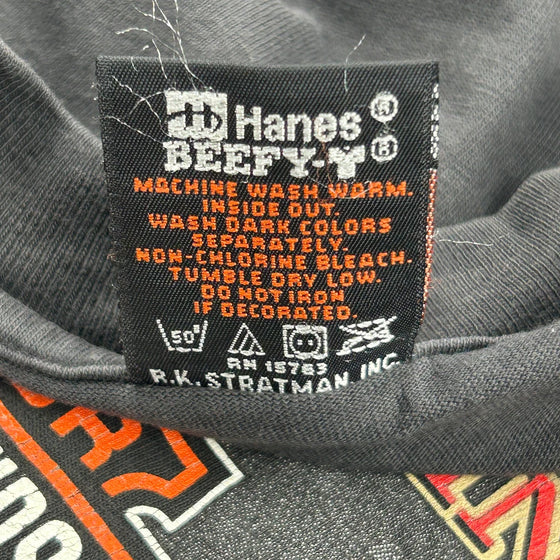 Hanes®
BEEFY-T®
MACHINE WASH WARM.
INSIDE OUT.
WASH DARK COLORS
SEPARATELY.
NON-CHLORINE BLEACH.
TUMBLE DRY LOW.
DO NOT IRON
IF DECORATED.
50°
RN 15763
R.K. STRATMAN, INC.